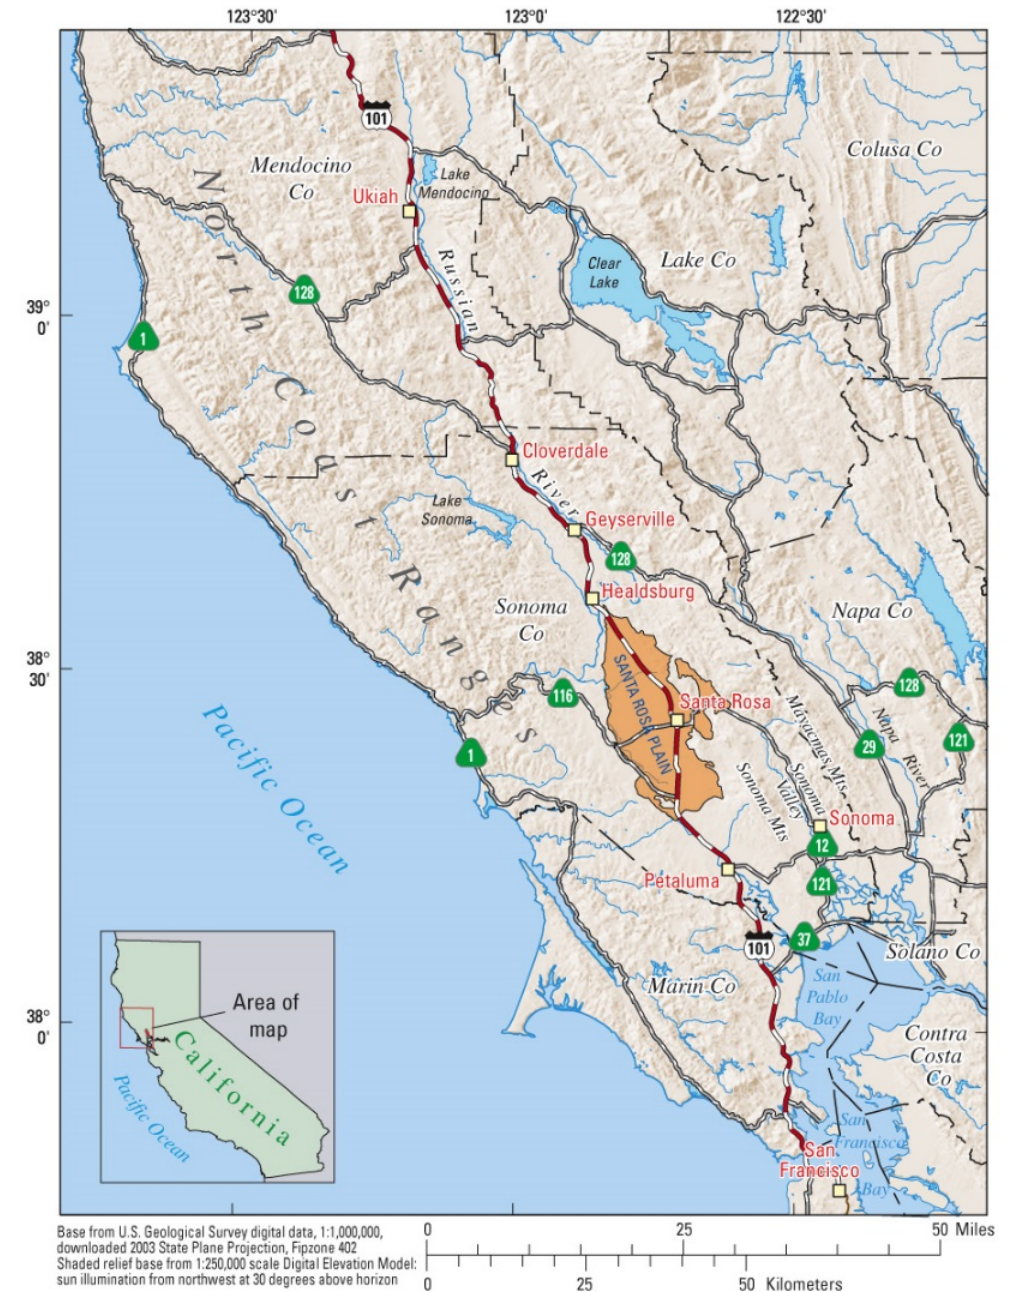 123°30'
123°0'
122°30'
101
Mendocino
Co
Colusa Co
Lake
Mendocino
Ukiah
Russian
River
Clear
Lake
Lake Co
128
39°
0'
1
North Coast Ranges
Cloverdale
Lake
Sonoma
Geyserville
128
Healdsburg
Sonoma
Co
Napa Co
38°
30'
SANTA ROSA PLAIN
Santa Rosa
116
128
1
Mayacmas Mts
Napa
River
29
121
Pacific Ocean
Sonoma Mts
Sonoma
Valley
Sonoma
12
121
Petaluma
101
37
Solano Co
Marin Co
San
Pablo
Bay
38°
0'
Contra
Costa
Co
San
Francisco
Bay
San
Francisco
Area of
map
California
Pacific Ocean
Base from U.S. Geological Survey digital data, 1:1,000,000,
downloaded 2003 State Plane Projection, Fipzone 402
Shaded relief base from 1:250,000 scale Digital Elevation Model:
sun illumination from northwest at 30 degrees above horizon
0 25 50 Miles
0 25 50 Kilometers